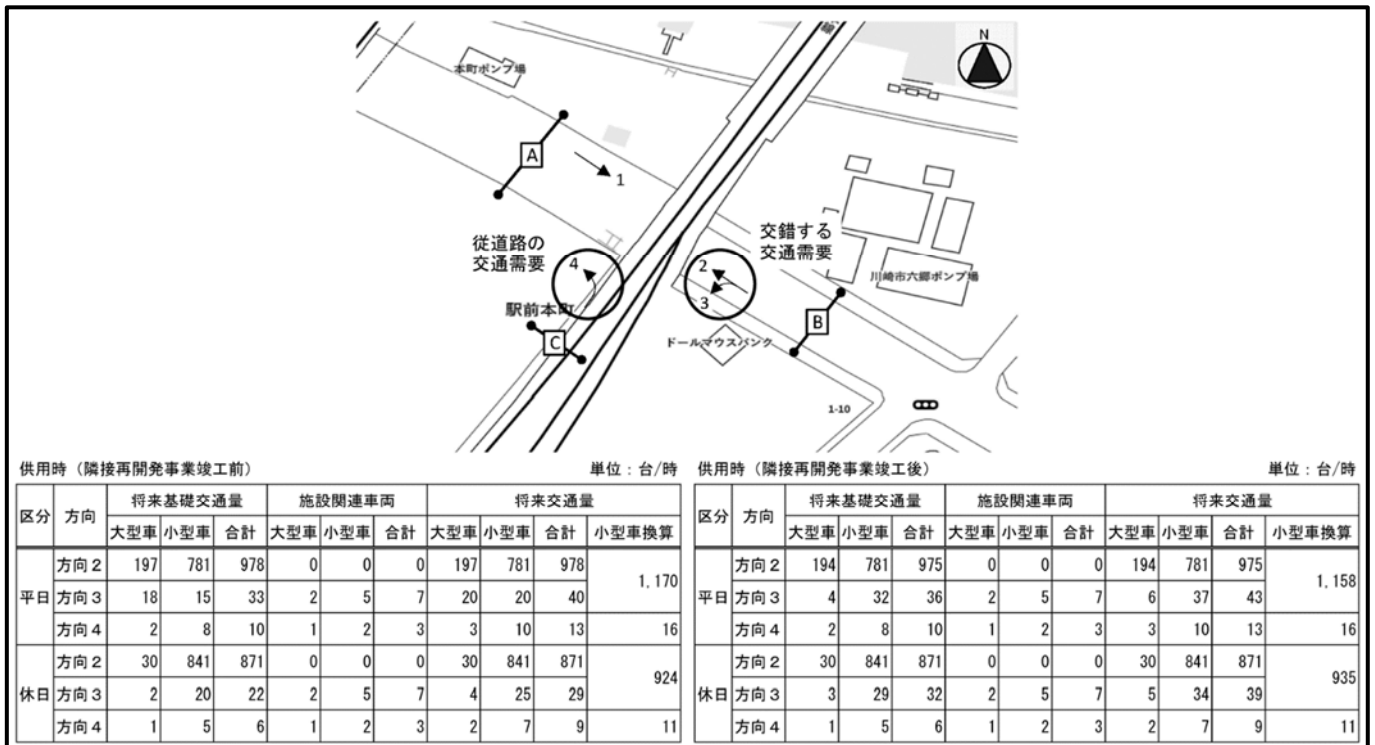 線
N
本町ポンプ場
A
1
従道路の
交通需要
4
交錯する
交通需要
2
3
川崎市六郷ポンプ場
駅前本町
B
C
ドールマウスバンク
1-10
供用時（隣接再開発事業竣工前） 単位：台/時
区分 方向 将来基礎交通量 施設関連車両 将来交通量
大型車 小型車 合計 大型車 小型車 合計 大型車 小型車 合計 小型車換算
平日 方向2 197 781 978 0 0 0 197 781 978 1,170
方向3 18 15 33 2 5 7 20 20 40
方向4 2 8 10 1 2 3 3 10 13 16
休日 方向2 30 841 871 0 0 0 30 841 871 924
方向3 2 20 22 2 5 7 4 25 29
方向4 1 5 6 1 2 3 2 7 9 11
供用時（隣接再開発事業竣工後） 単位：台/時
区分 方向 将来基礎交通量 施設関連車両 将来交通量
大型車 小型車 合計 大型車 小型車 合計 大型車 小型車 合計 小型車換算
平日 方向2 194 781 975 0 0 0 194 781 975 1,158
方向3 4 32 36 2 5 7 6 37 43
方向4 2 8 10 1 2 3 3 10 13 16
休日 方向2 30 841 871 0 0 0 30 841 871 935
方向3 3 29 32 2 5 7 5 34 39
方向4 1 5 6 1 2 3 2 7 9 11